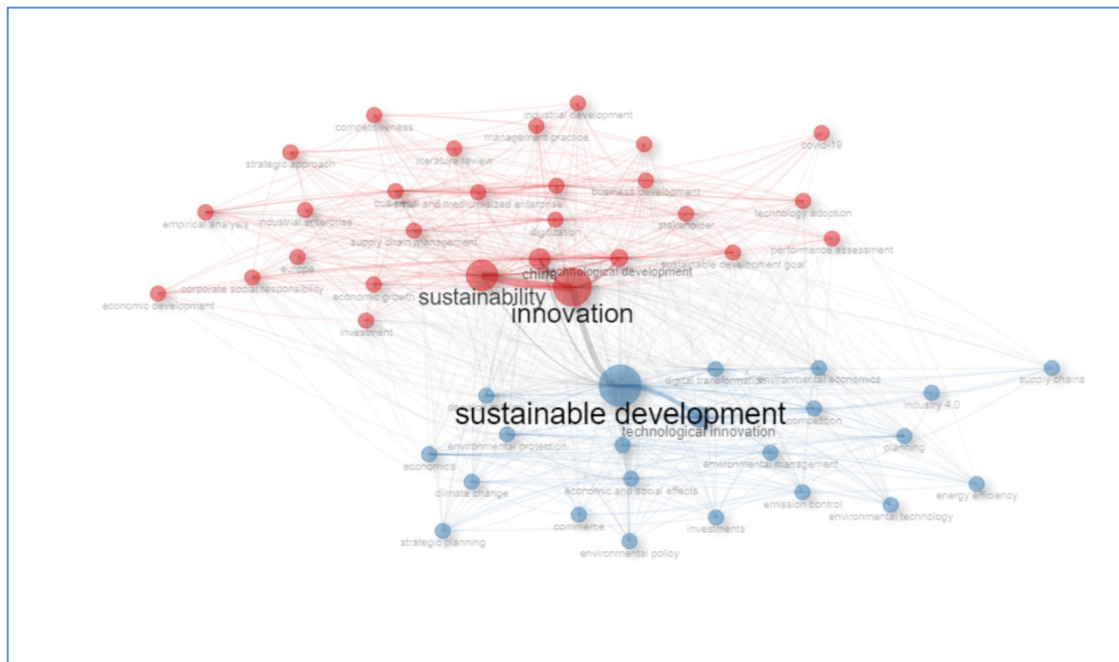 industrial development
competitiveness
management practice
covid-19
literature review
strategic approach
business development
small and medium-sized enterprise
technology adoption
empirical analysis
industrial enterprise
digitization
stakeholder
supply chain management
performance assessment
sustainable development goal
europe
china
technological development
corporate social responsibility
sustainability
economic growth
economic development
innovation
investment
digital transformation
environmental economics
supply chains
industry 4.0
sustainable development
competition
technological innovation
environmental protection
planning
economics
environmental management
climate change
economic and social effects
energy efficiency
emission control
environmental technology
commerce
investments
strategic planning
environmental policy